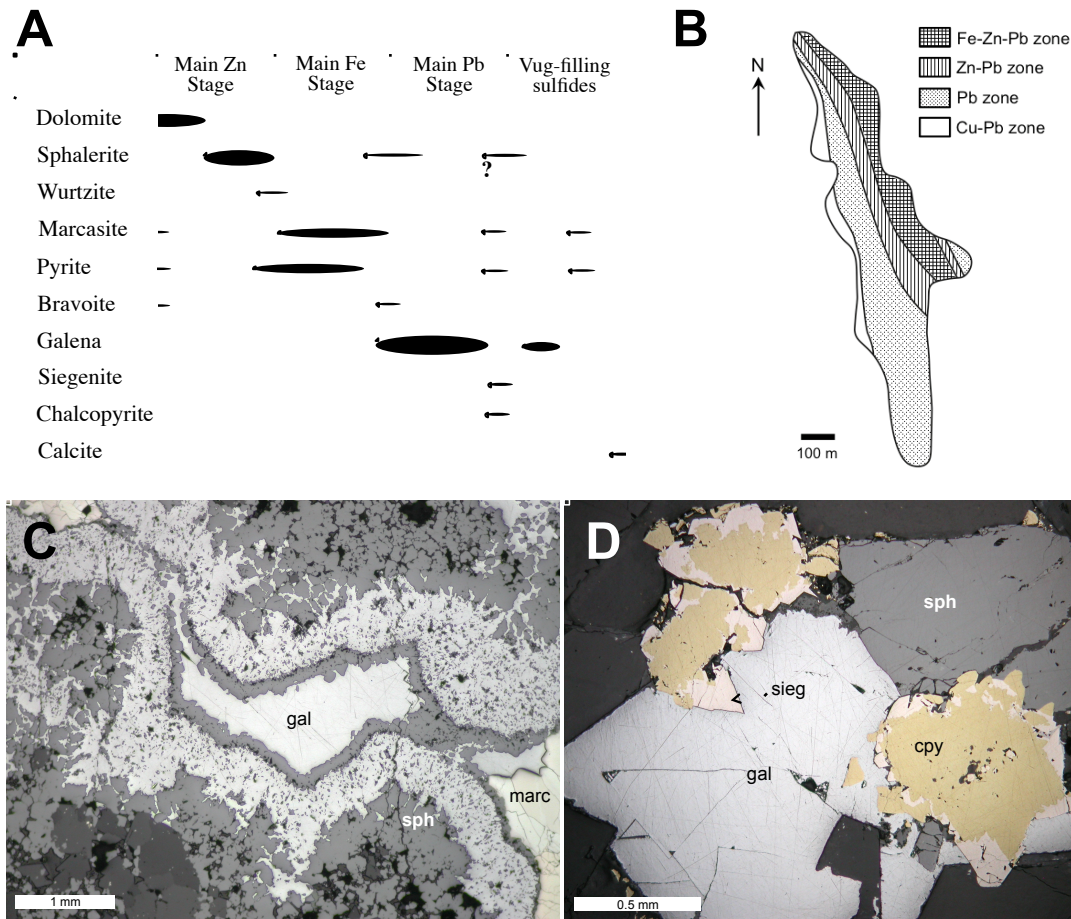 A
Main Zn
Stage
Main Fe
Stage
Main Pb
Stage
Vug-filling
sulfides
Dolomite
Sphalerite
?
Wurtzite
Marcasite
Pyrite
Bravoite
Galena
Siegenite
Chalcopyrite
Calcite
B
N
Fe-Zn-Pb zone
Zn-Pb zone
Pb zone
Cu-Pb zone
100 m
C
gal
marc
sph
1 mm
D
sph
sieg
cpy
gal
0.5 mm